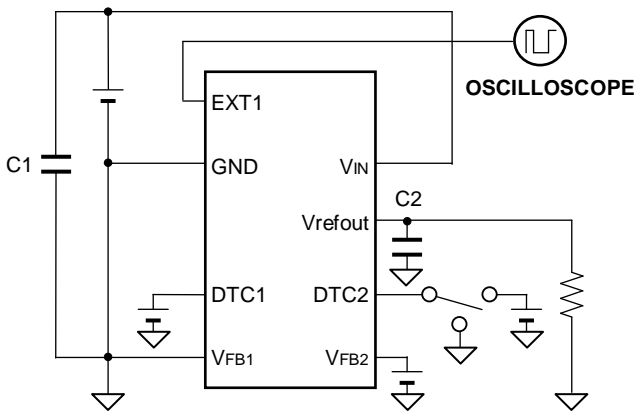 OSCILLOSCOPE
EXT1
C1
GND
VIN
C2
Vrefout
DTC1
DTC2
VFB1
VFB2